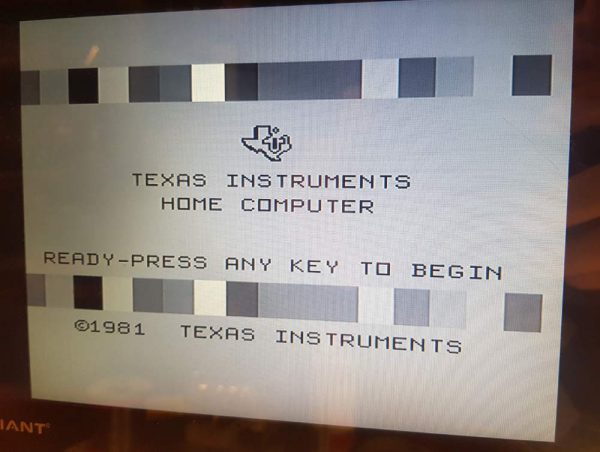 TEXAS INSTRUMENTS
HOME COMPUTER
READY-PRESS ANY KEY TO BEGIN
©1981 TEXAS INSTRUMENTS